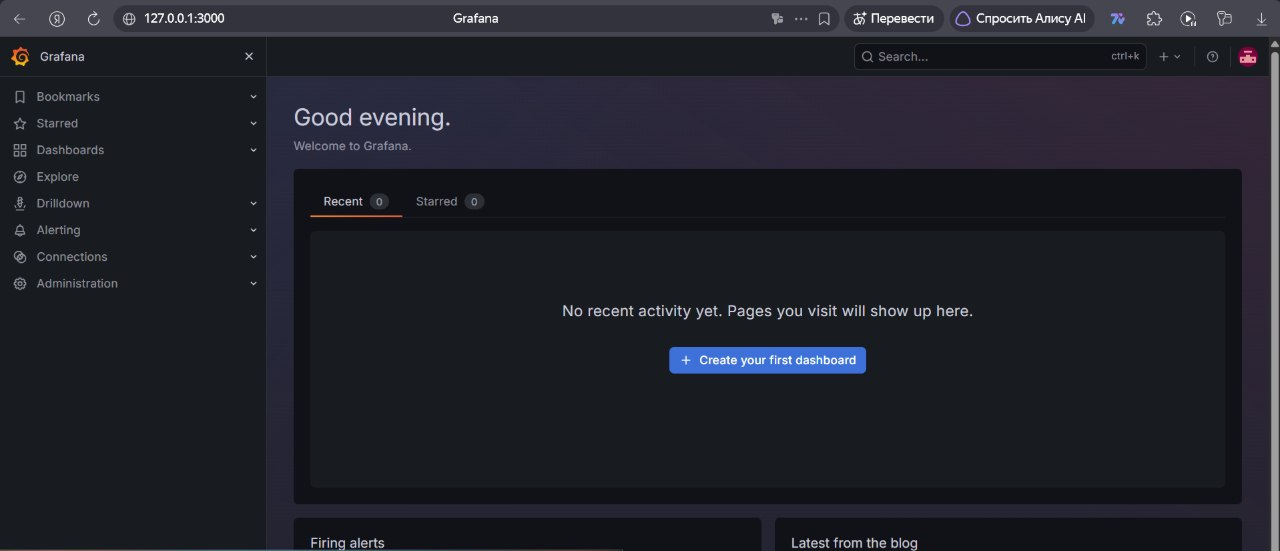 127.0.0.1:3000 Grafana Перевести Спросить Алису AI
Grafana Search... ctrl+k
Bookmarks
Starred
Dashboards
Explore
Drilldown
Alerting
Connections
Administration
Good evening.
Welcome to Grafana.
Recent 0 Starred 0
No recent activity yet. Pages you visit will show up here.
+ Create your first dashboard
Firing alerts
Latest from the blog